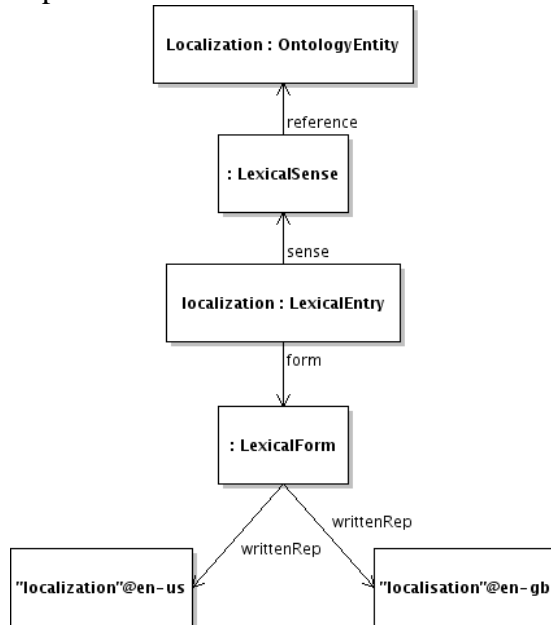 Localization : OntologyEntity
reference
: LexicalSense
sense
localization : LexicalEntry
form
: LexicalForm
writtenRep
writtenRep
"localization"@en-us
"localisation"@en-gb